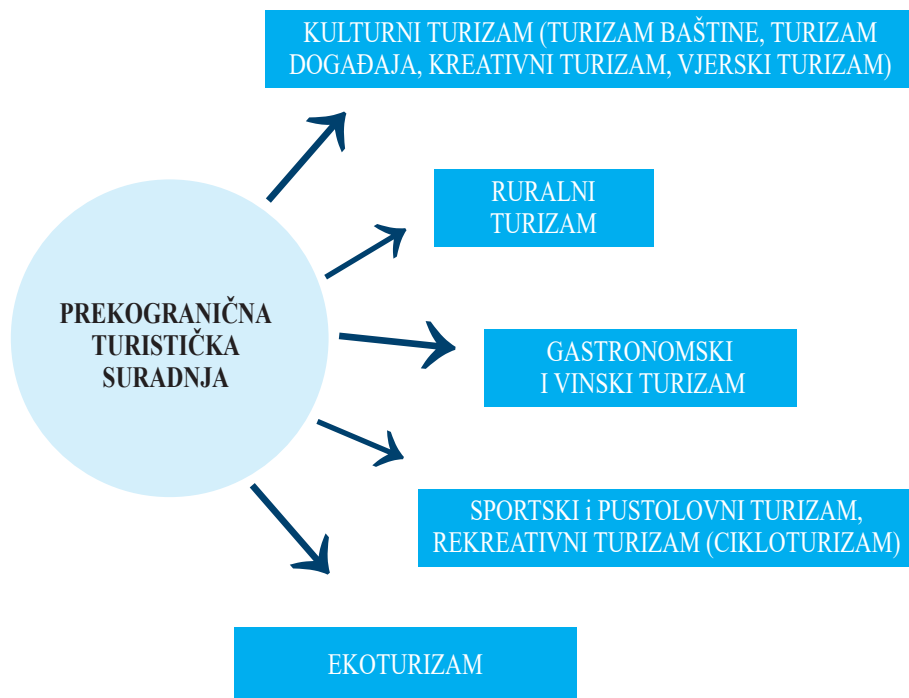 KULTURNI TURIZAM (TURIZAM BAŠTINE, TURIZAM
DOGAĐAJA, KREATIVNI TURIZAM, VJERSKI TURIZAM)
RURALNI
TURIZAM
PREKOGRANIČNA
TURISTIČKA
SURADNJA
GASTRONOMSKI
I VINSKI TURIZAM
SPORTSKI i PUSTOLOVNI TURIZAM,
REKREATIVNI TURIZAM (CIKLOTURIZAM)
EKOTURIZAM